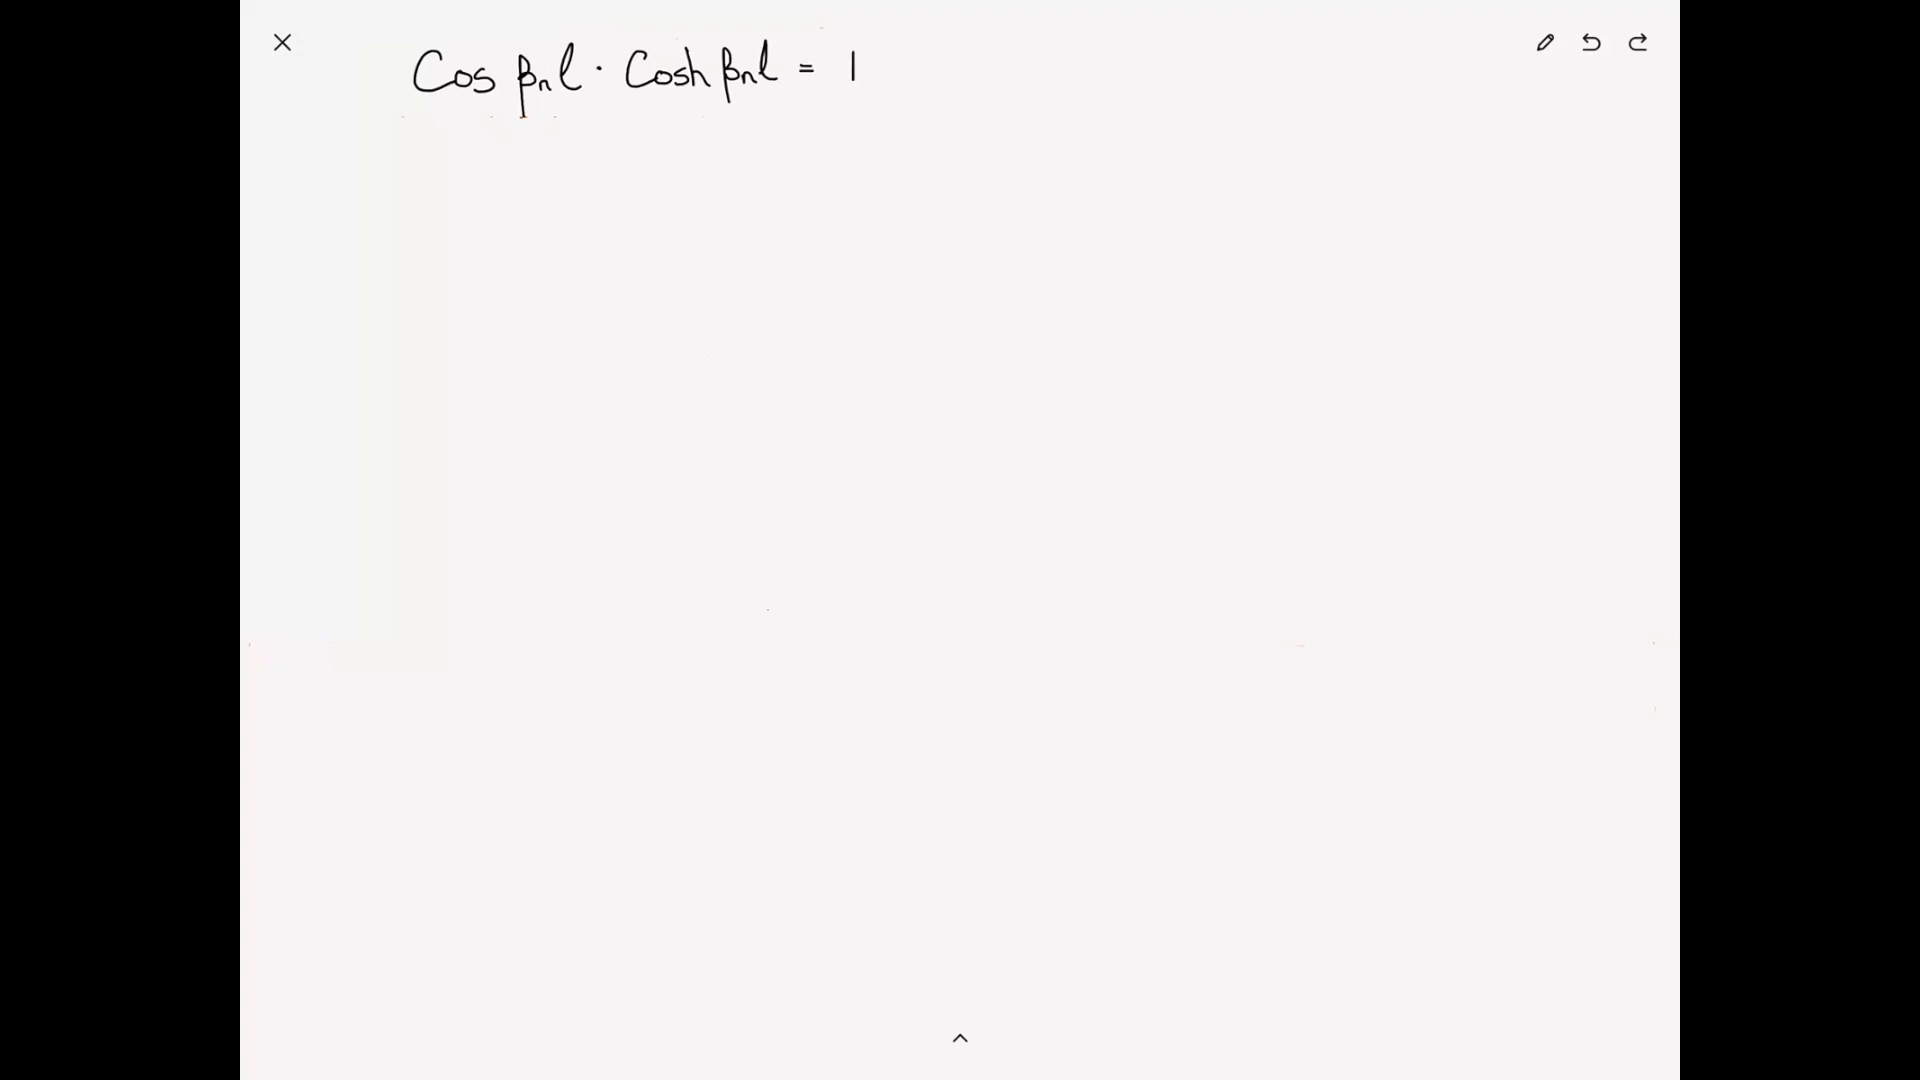 Cos βₙl · Cosh βₙl = 1